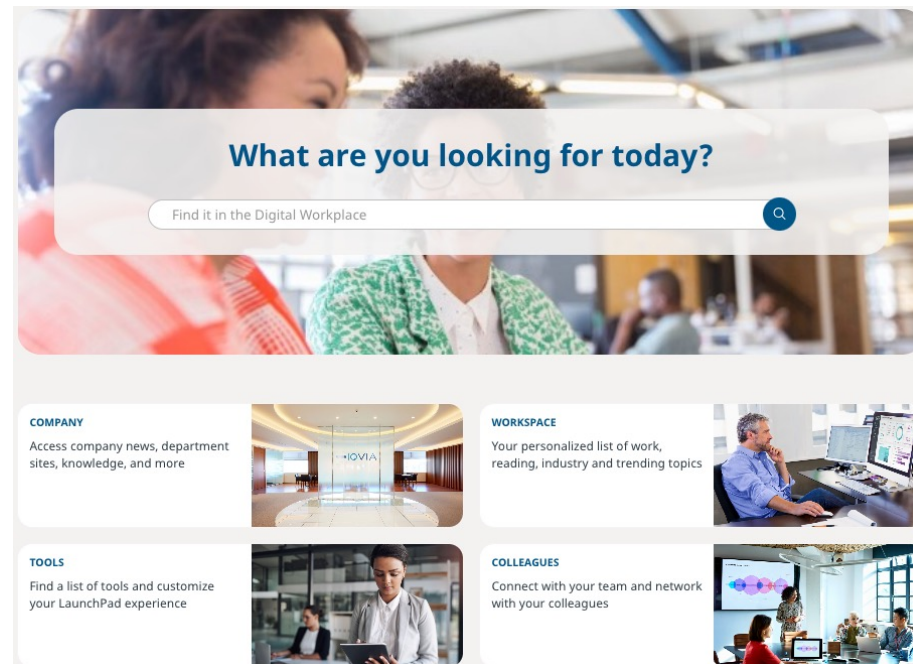 What are you looking for today?
Find it in the Digital Workplace
COMPANY
Access company news, department
sites, knowledge, and more
IQVIA
WORKSPACE
Your personalized list of work,
reading, industry and trending topics
TOOLS
Find a list of tools and customize
your LaunchPad experience
COLLEAGUES
Connect with your team and network
with your colleagues